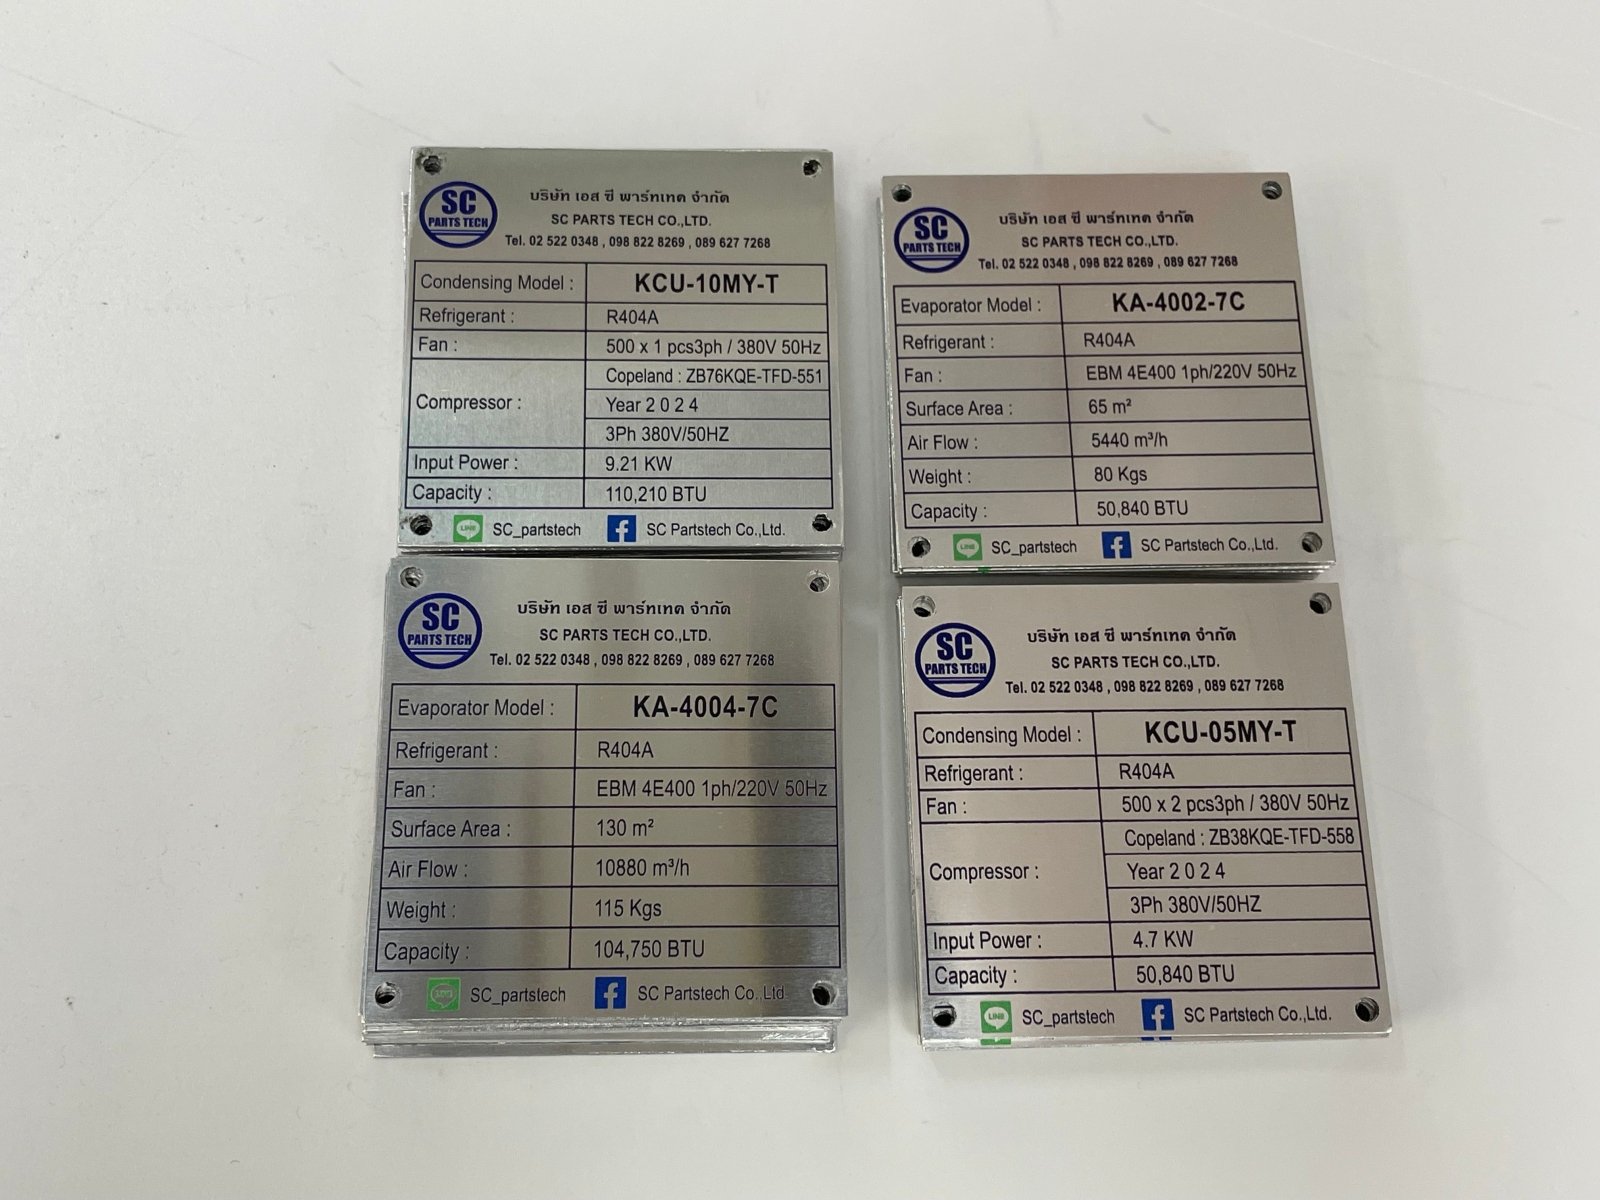 SC
PARTS TECH
บริษัท เอส ซี พาร์ทเทค จำกัด
SC PARTS TECH CO.,LTD.
Tel. 02 522 0348 , 098 822 8269 , 089 627 7268
Condensing Model : KCU-10MY-T
Refrigerant : R404A
Fan : 500 x 1 pcs3ph / 380V 50Hz
Compressor : Copeland : ZB76KQE-TFD-551
Year 2 0 2 4
3Ph 380V/50HZ
Input Power : 9.21 KW
Capacity : 110,210 BTU
LINE SC_partstech f SC Partstech Co.,Ltd.
SC
PARTS TECH
บริษัท เอส ซี พาร์ทเทค จำกัด
SC PARTS TECH CO.,LTD.
Tel. 02 522 0348 , 098 822 8269 , 089 627 7268
Evaporator Model : KA-4002-7C
Refrigerant : R404A
Fan : EBM 4E400 1ph/220V 50Hz
Surface Area : 65 m²
Air Flow : 5440 m³/h
Weight : 80 Kgs
Capacity : 50,840 BTU
LINE SC_partstech f SC Partstech Co.,Ltd.
SC
PARTS TECH
บริษัท เอส ซี พาร์ทเทค จำกัด
SC PARTS TECH CO.,LTD.
Tel. 02 522 0348 , 098 822 8269 , 089 627 7268
Evaporator Model : KA-4004-7C
Refrigerant : R404A
Fan : EBM 4E400 1ph/220V 50Hz
Surface Area : 130 m²
Air Flow : 10880 m³/h
Weight : 115 Kgs
Capacity : 104,750 BTU
LINE SC_partstech f SC Partstech Co.,Ltd.
SC
PARTS TECH
บริษัท เอส ซี พาร์ทเทค จำกัด
SC PARTS TECH CO.,LTD.
Tel. 02 522 0348 , 098 822 8269 , 089 627 7268
Condensing Model : KCU-05MY-T
Refrigerant : R404A
Fan : 500 x 2 pcs3ph / 380V 50Hz
Compressor : Copeland : ZB38KQE-TFD-558
Year 2 0 2 4
3Ph 380V/50HZ
Input Power : 4.7 KW
Capacity : 50,840 BTU
LINE SC_partstech f SC Partstech Co.,Ltd.